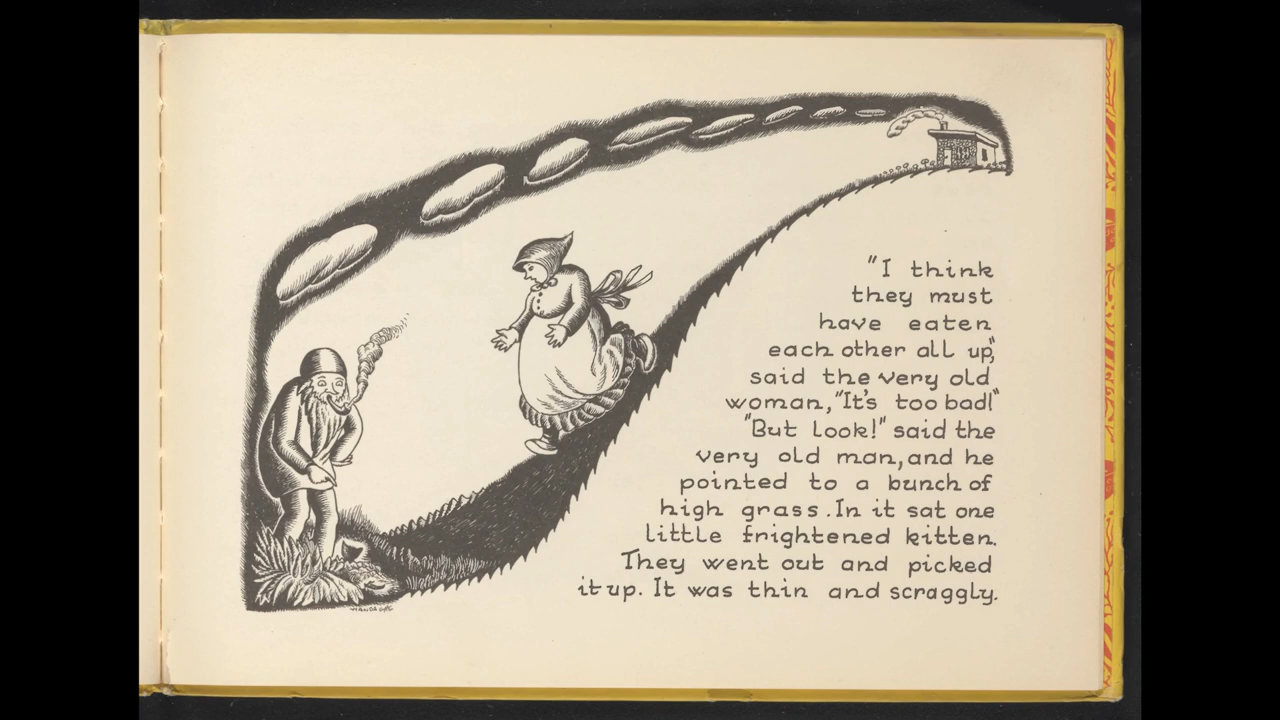 "I think
they must
have eaten
each other all up,"
said the very old
woman, "It's too bad!"
"But look!" said the
very old man, and he
pointed to a bunch of
high grass. In it sat one
little frightened kitten.
They went out and picked
it up. It was thin and scraggly.
WANDA GÁG